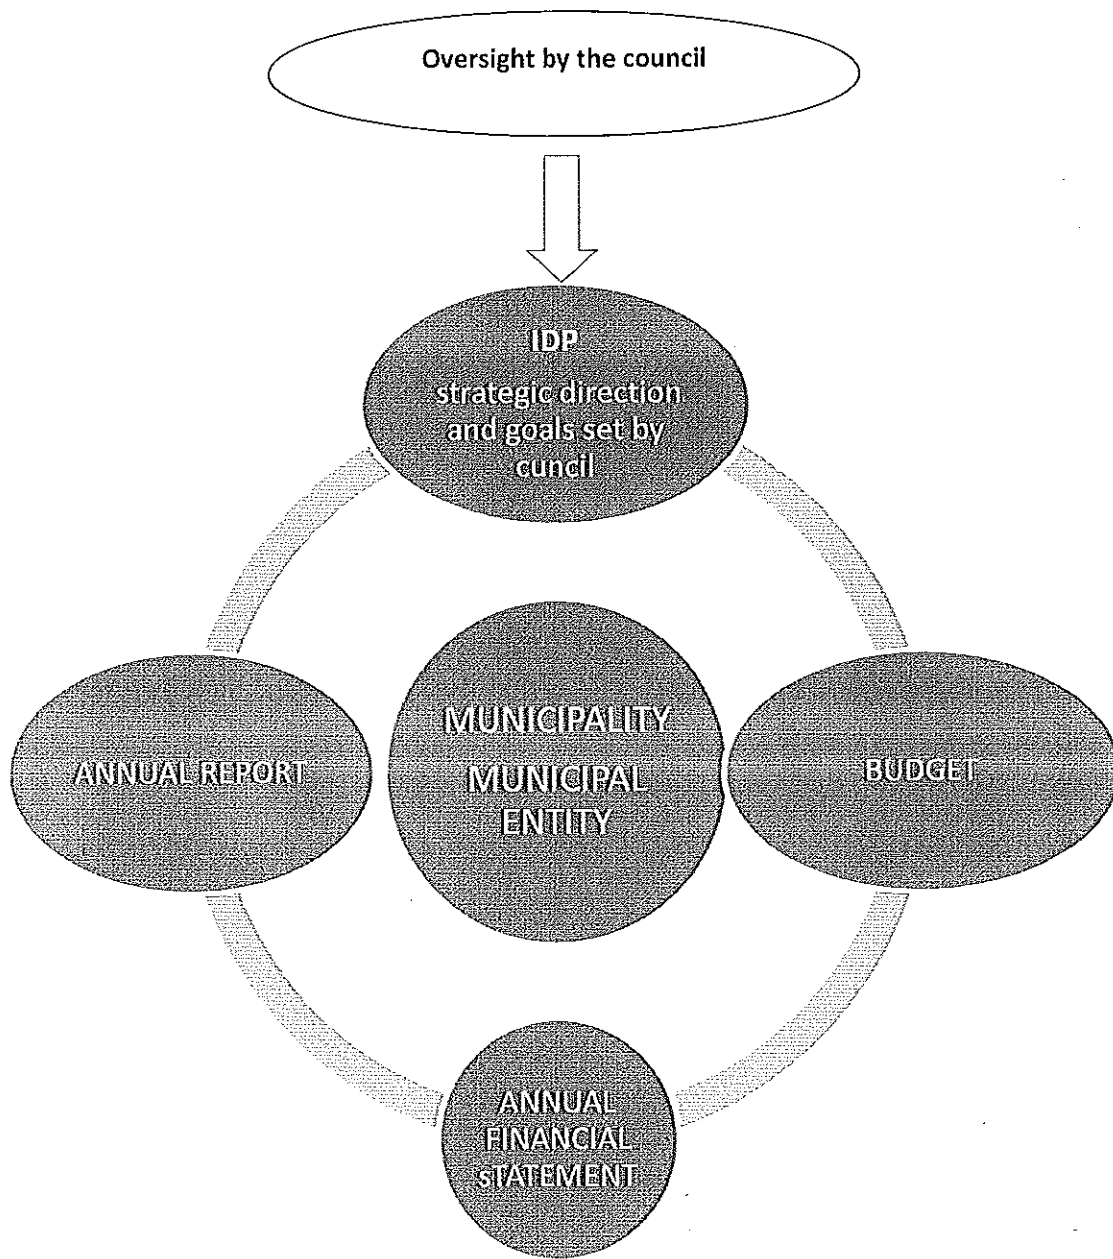 Oversight by the council
IDP
strategic direction
and goals set by
cuncil
MUNICIPALITY
MUNICIPAL
ENTITY
ANNUAL REPORT
BUDGET
ANNUAL
FINANCIAL
sTATEMENT